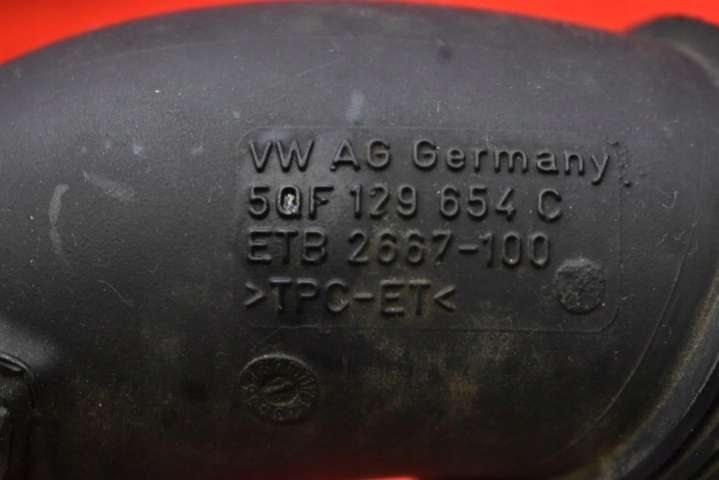 VW AG Germany
5QF 129 654 C
ETB 2667-100
>TPC-ET<